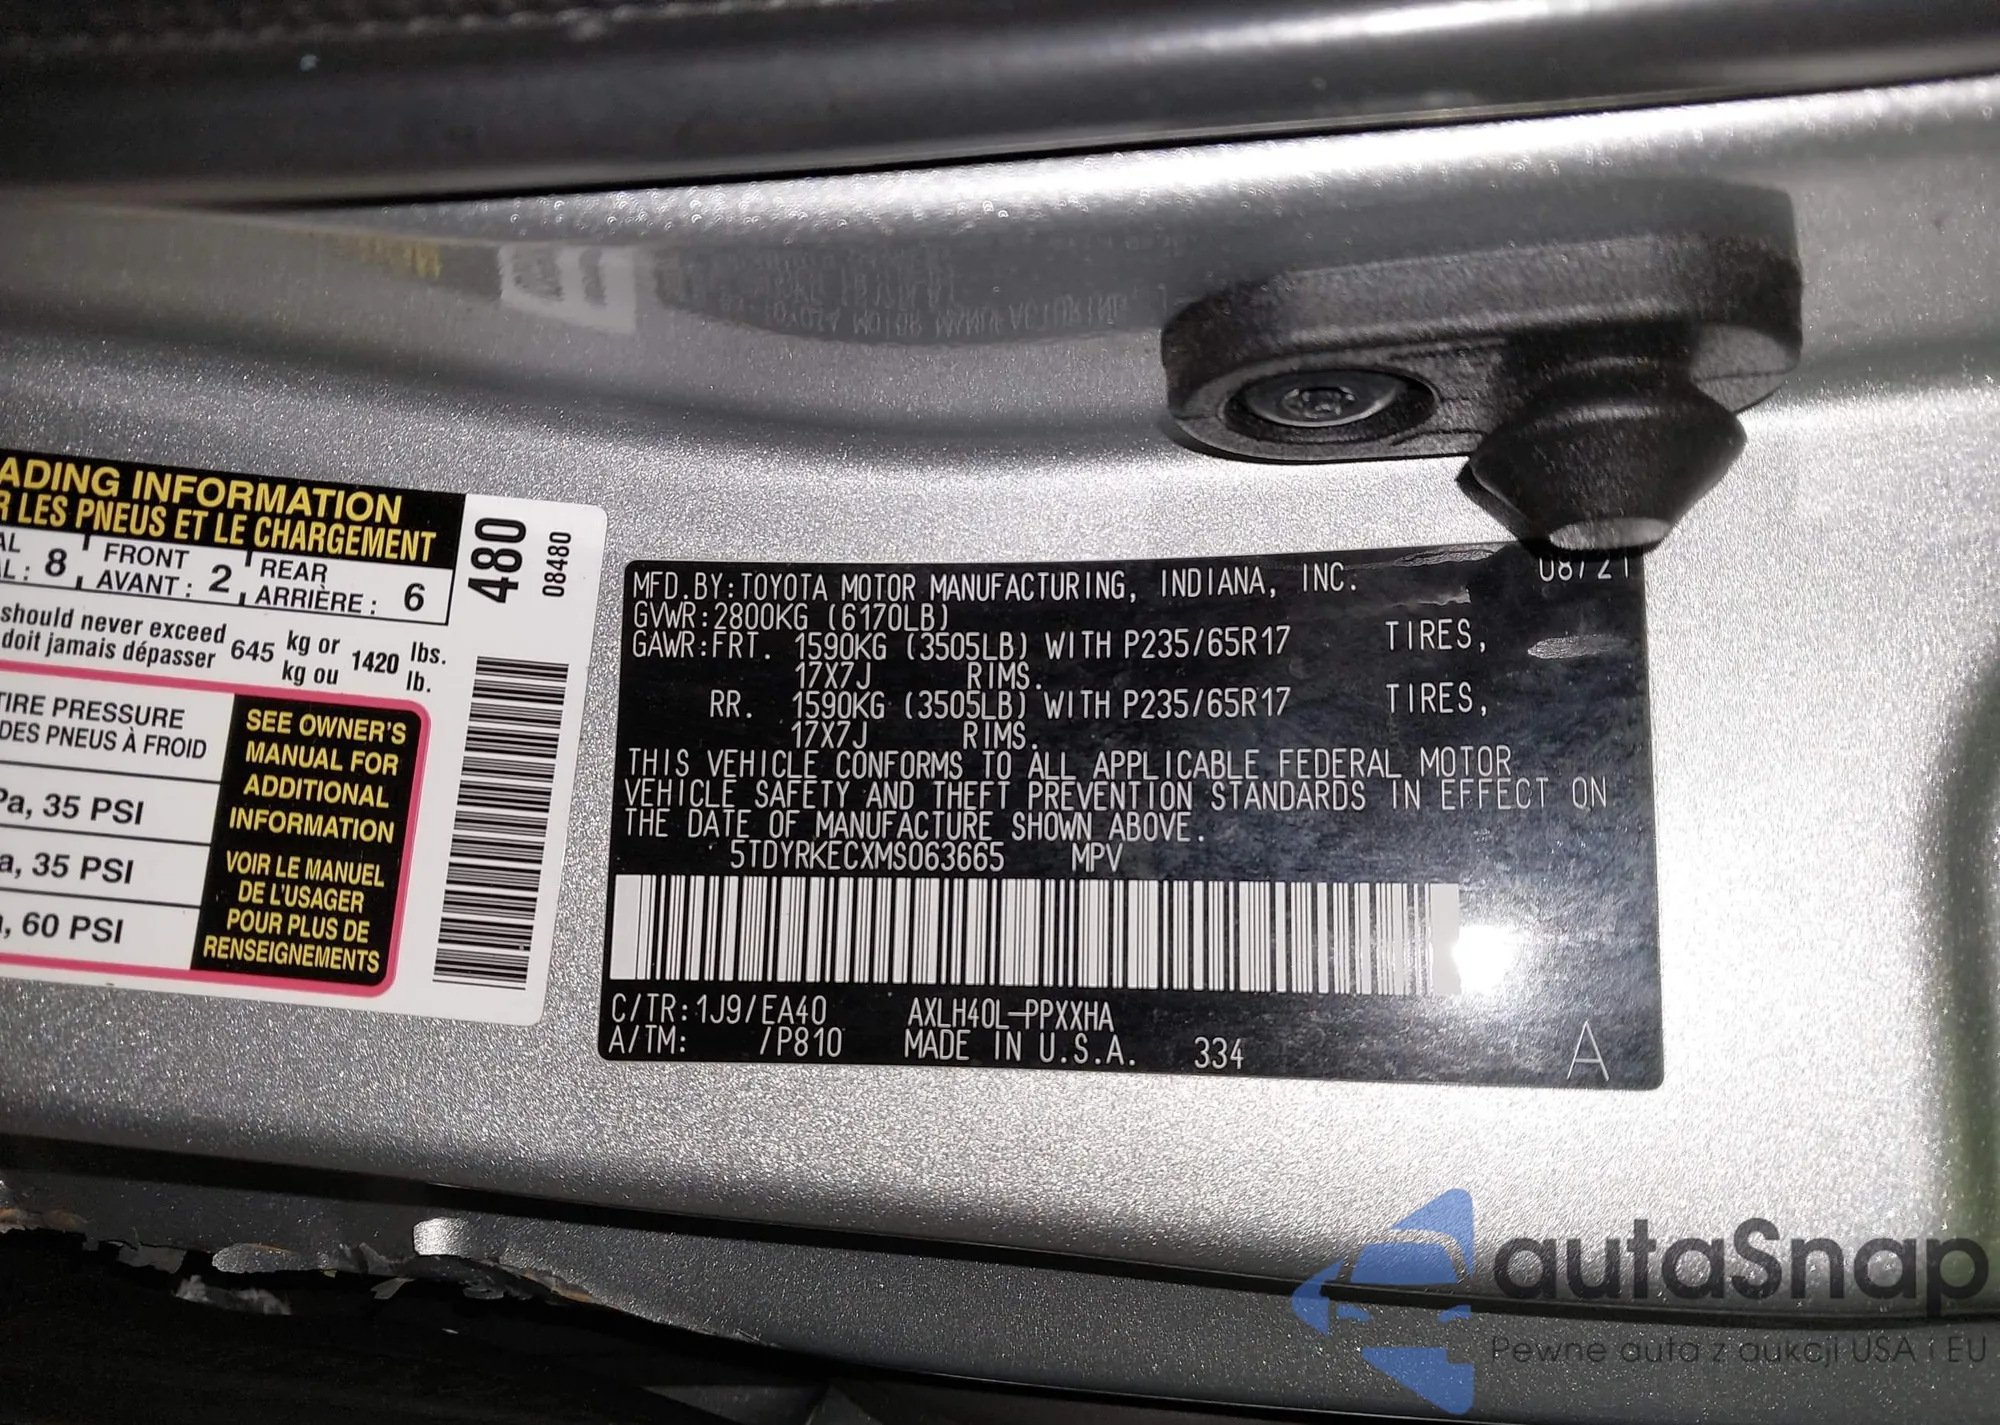 ADING INFORMATION
R LES PNEUS ET LE CHARGEMENT
AL : 8 FRONT AVANT : 2 REAR ARRIÈRE : 6
should never exceed 645 kg or 1420 lbs.
doit jamais dépasser kg ou lb.
TIRE PRESSURE
DES PNEUS À FROID
Pa, 35 PSI
a, 35 PSI
, 60 PSI
SEE OWNER'S
MANUAL FOR
ADDITIONAL
INFORMATION
VOIR LE MANUEL
DE L'USAGER
POUR PLUS DE
RENSEIGNEMENTS
480
08480
MFD.BY:TOYOTA MOTOR MANUFACTURING, INDIANA, INC. 08/21
GVWR:2800KG (6170LB)
GAWR:FRT. 1590KG (3505LB) WITH P235/65R17 TIRES,
17X7J RIMS.
RR. 1590KG (3505LB) WITH P235/65R17 TIRES,
17X7J RIMS.
THIS VEHICLE CONFORMS TO ALL APPLICABLE FEDERAL MOTOR
VEHICLE SAFETY AND THEFT PREVENTION STANDARDS IN EFFECT ON
THE DATE OF MANUFACTURE SHOWN ABOVE.
5TDYRKECXMS063665 MPV
C/TR:1J9/EA40 AXLH40L-PPXXHA
A/TM: /P810 MADE IN U.S.A. 334 A
autaSnap
Pewne auta z aukcji USA i EU